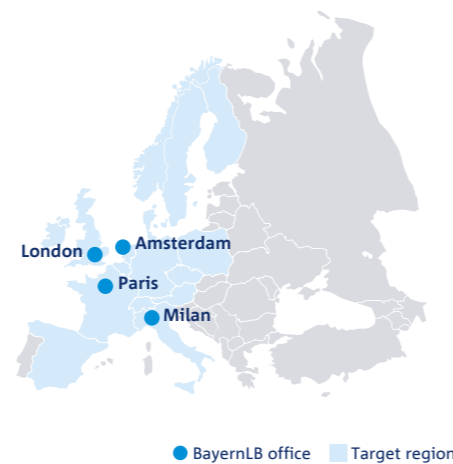 London
Amsterdam
Paris
Milan
BayernLB office
Target region